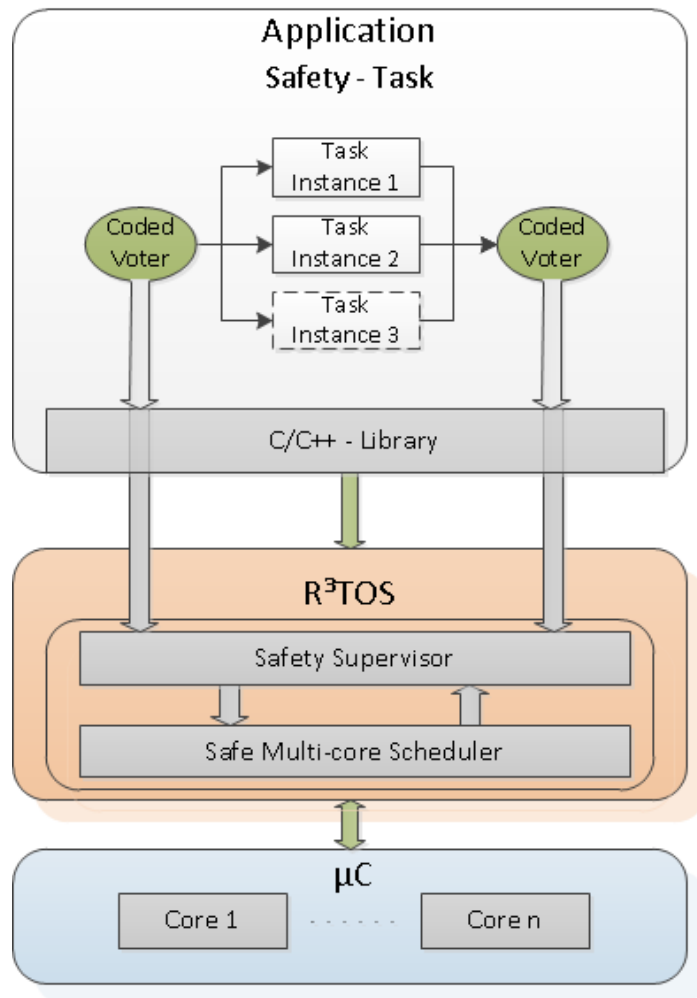 Application
Safety - Task
Task
Instance 1
Coded
Voter
Task
Instance 2
Coded
Voter
Task
Instance 3
C/C++ - Library
R³TOS
Safety Supervisor
Safe Multi-core Scheduler
µC
Core 1
Core n